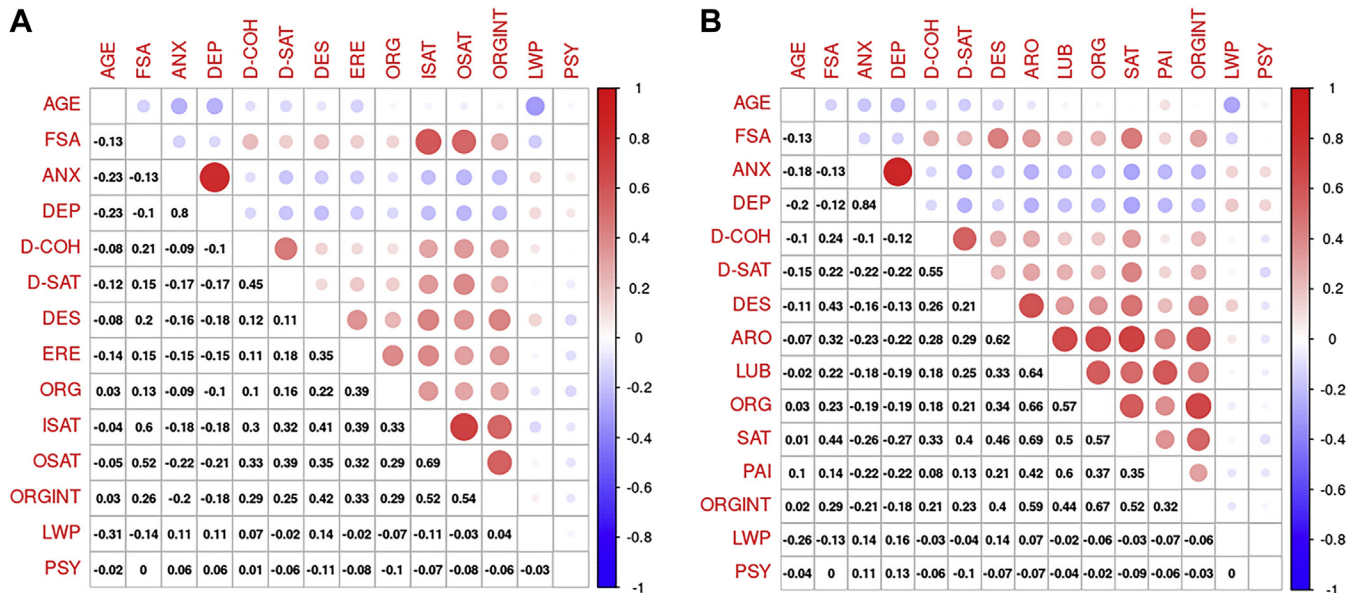 A
AGE FSA ANX DEP D-COH D-SAT DES ERE ORG ISAT OSAT ORGINT LWP PSY
AGE
FSA -0.13
ANX -0.23 -0.13
DEP -0.23 -0.1 0.8
D-COH -0.08 0.21 -0.09 -0.1
D-SAT -0.12 0.15 -0.17 -0.17 0.45
DES -0.08 0.2 -0.16 -0.18 0.12 0.11
ERE -0.14 0.15 -0.15 -0.15 0.11 0.18 0.35
ORG 0.03 0.13 -0.09 -0.1 0.1 0.16 0.22 0.39
ISAT -0.04 0.6 -0.18 -0.18 0.3 0.32 0.41 0.39 0.33
OSAT -0.05 0.52 -0.22 -0.21 0.33 0.39 0.35 0.32 0.29 0.69
ORGINT 0.03 0.26 -0.2 -0.18 0.29 0.25 0.42 0.33 0.29 0.52 0.54
LWP -0.31 -0.14 0.11 0.11 0.07 -0.02 0.14 -0.02 -0.07 -0.11 -0.03 0.04
PSY -0.02 0 0.06 0.06 0.01 -0.06 -0.11 -0.08 -0.1 -0.07 -0.08 -0.06 -0.03
1
0.8
0.6
0.4
0.2
0
-0.2
-0.4
-0.6
-0.8
-1
B
AGE FSA ANX DEP D-COH D-SAT DES ARO LUB ORG SAT PAI ORGINT LWP PSY
AGE
FSA -0.13
ANX -0.18 -0.13
DEP -0.2 -0.12 0.84
D-COH -0.1 0.24 -0.1 -0.12
D-SAT -0.15 0.22 -0.22 -0.22 0.55
DES -0.11 0.43 -0.16 -0.13 0.26 0.21
ARO -0.07 0.32 -0.23 -0.22 0.28 0.29 0.62
LUB -0.02 0.22 -0.18 -0.19 0.18 0.25 0.33 0.64
ORG 0.03 0.23 -0.19 -0.19 0.18 0.21 0.34 0.66 0.57
SAT 0.01 0.44 -0.26 -0.27 0.33 0.4 0.46 0.69 0.5 0.57
PAI 0.1 0.14 -0.22 -0.22 0.08 0.13 0.21 0.42 0.6 0.37 0.35
ORGINT 0.02 0.29 -0.21 -0.18 0.21 0.23 0.4 0.59 0.44 0.67 0.52 0.32
LWP -0.26 -0.13 0.14 0.16 -0.03 -0.04 0.14 0.07 -0.02 -0.06 -0.03 -0.07 -0.06
PSY -0.04 0 0.11 0.13 -0.06 -0.1 -0.07 -0.07 -0.04 -0.02 -0.09 -0.06 -0.03 0
1
0.8
0.6
0.4
0.2
0
-0.2
-0.4
-0.6
-0.8
-1